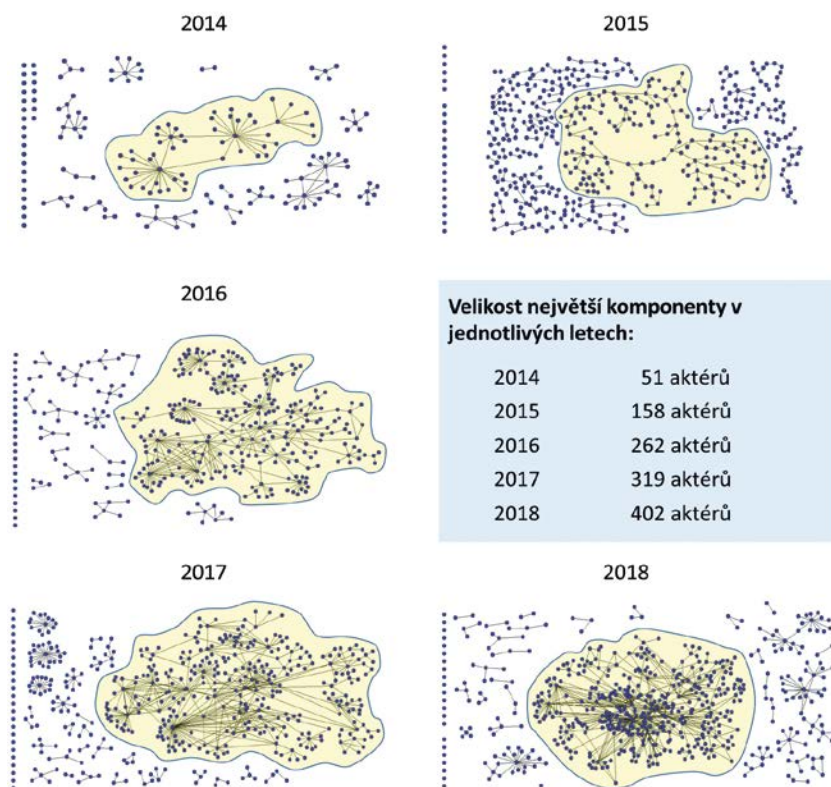 2014
2015
2016
Velikost největší komponenty v
jednotlivých letech:
2014 51 aktérů
2015 158 aktérů
2016 262 aktérů
2017 319 aktérů
2018 402 aktérů
2017
2018